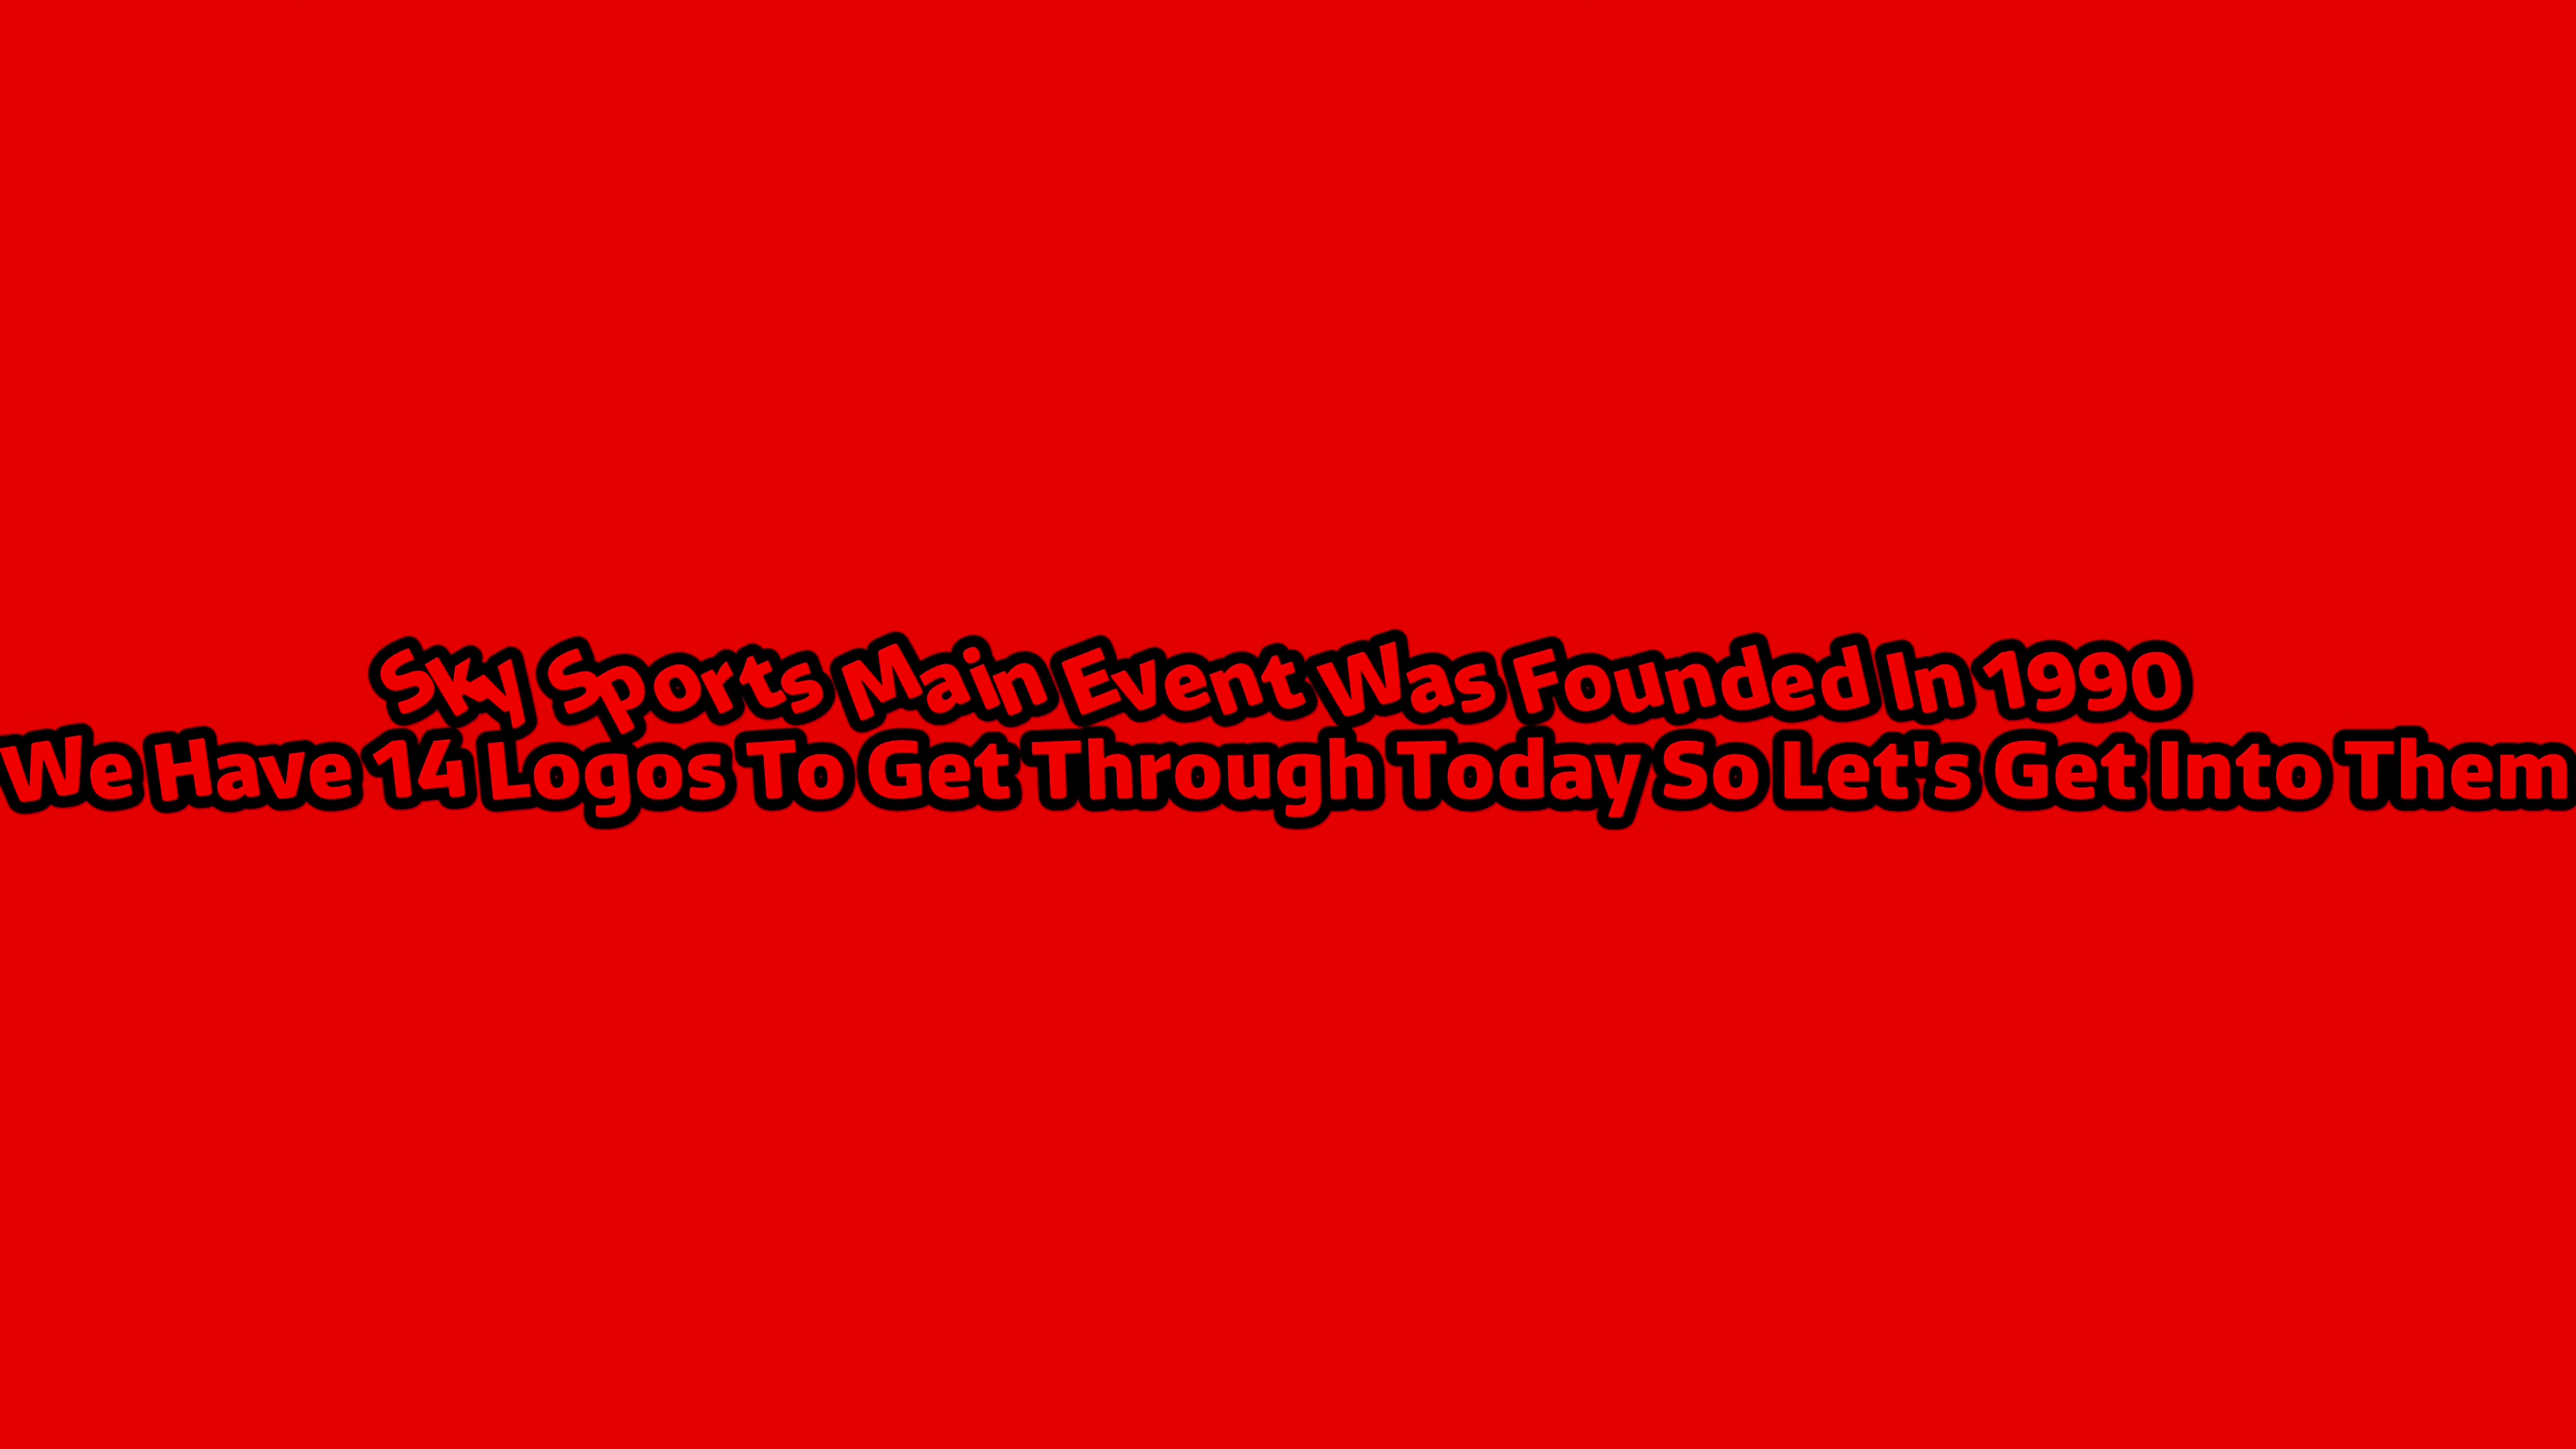 Sky Sports Main Event Was Founded In 1990
We Have 14 Logos To Get Through Today So Let's Get Into Them